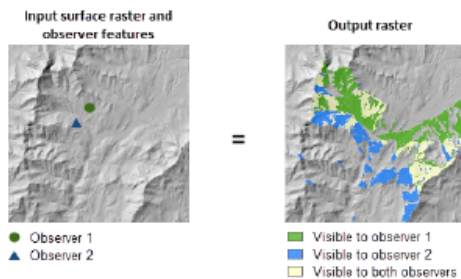 Input surface raster and
observer features
Output raster
=
Observer 1
Observer 2
Visible to observer 1
Visible to observer 2
Visible to both observers